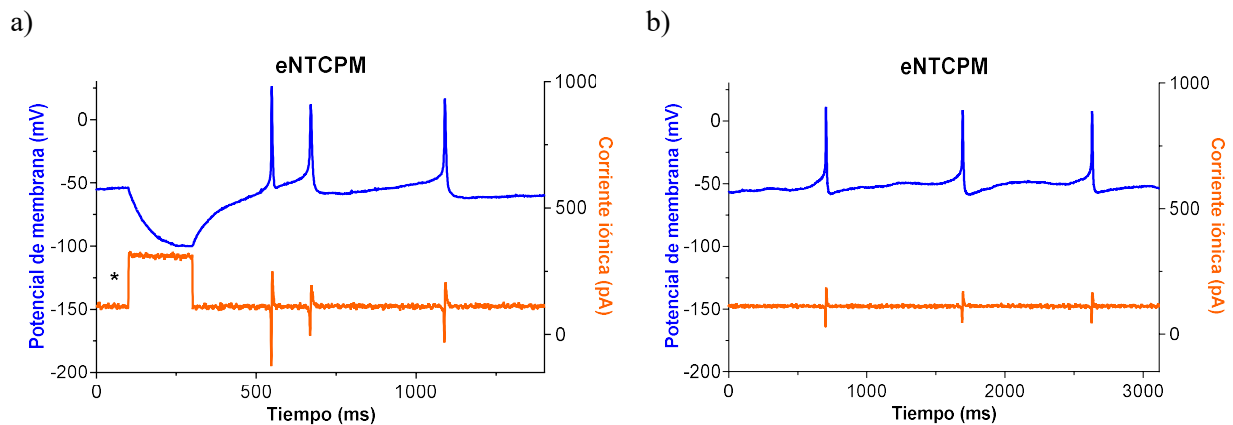 a)
eNTCPM
Potencial de membrana (mV)
0
-50
-100
-150
-200
*
1000
500
0
Corriente iónica (pA)
0
500
1000
Tiempo (ms)
b)
eNTCPM
Potencial de membrana (mV)
0
-50
-100
-150
-200
1000
500
0
Corriente iónica (pA)
0
1000
2000
3000
Tiempo (ms)